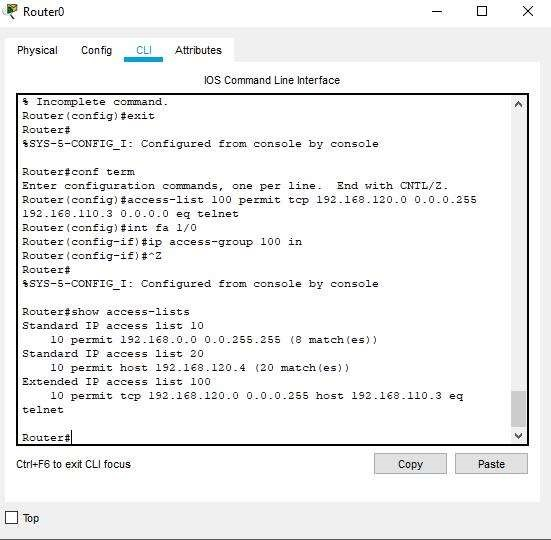 Router0
Physical Config CLI Attributes
IOS Command Line Interface
% Incomplete command.
Router(config)#exit
Router#
%SYS-5-CONFIG_I: Configured from console by console
Router#conf term
Enter configuration commands, one per line.  End with CNTL/Z.
Router(config)#access-list 100 permit tcp 192.168.120.0 0.0.0.255
192.168.110.3 0.0.0.0 eq telnet
Router(config)#int fa 1/0
Router(config-if)#ip access-group 100 in
Router(config-if)#^Z
Router#
%SYS-5-CONFIG_I: Configured from console by console
Router#show access-lists
Standard IP access list 10
    10 permit 192.168.0.0 0.0.255.255 (8 match(es))
Standard IP access list 20
    10 permit host 192.168.120.4 (20 match(es))
Extended IP access list 100
    10 permit tcp 192.168.120.0 0.0.0.255 host 192.168.110.3 eq
telnet
Router#
Ctrl+F6 to exit CLI focus Copy Paste
Top